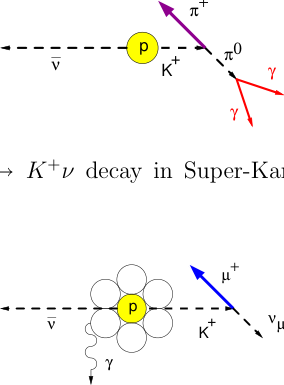 π+
p
π0
ν̅
K+
γ
γ
→ K+ν decay in Super-Kar
μ+
p
ν̅
K+
νμ
γ